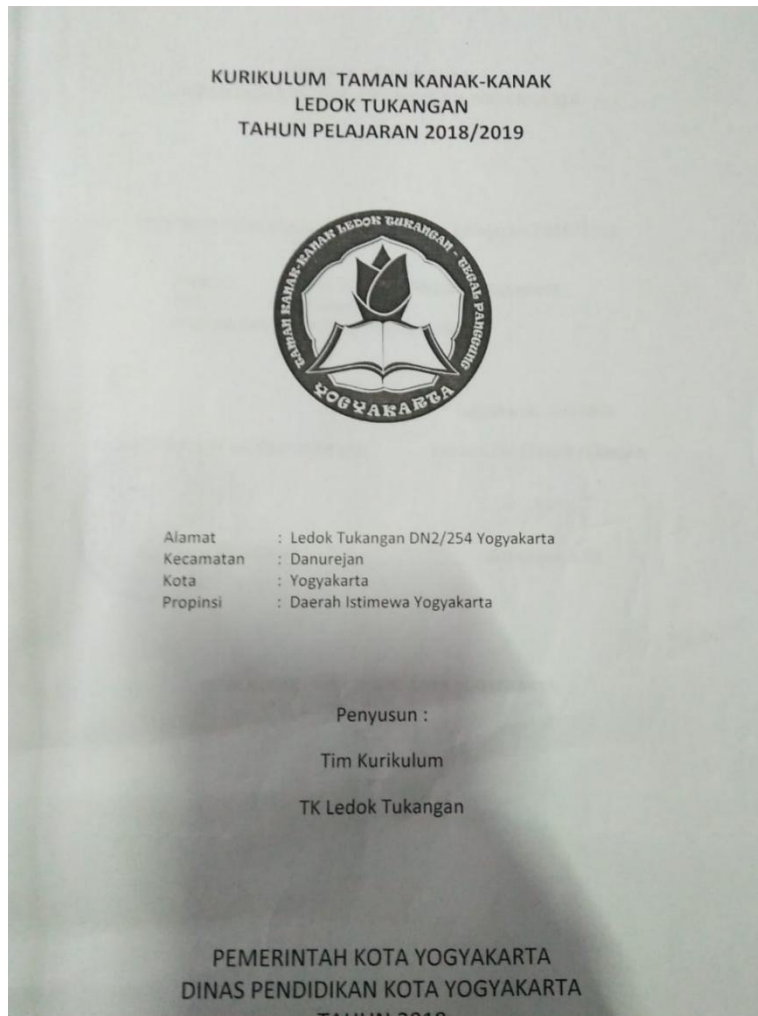 KURIKULUM TAMAN KANAK-KANAK
LEDOK TUKANGAN
TAHUN PELAJARAN 2018/2019
TAMAN KANAK-KANAK LEDOK TUKANGAN - TEGAL PANGGUNG
YOGYAKARTA
Alamat : Ledok Tukangan DN2/254 Yogyakarta
Kecamatan : Danurejan
Kota : Yogyakarta
Propinsi : Daerah Istimewa Yogyakarta
Penyusun :
Tim Kurikulum
TK Ledok Tukangan
PEMERINTAH KOTA YOGYAKARTA
DINAS PENDIDIKAN KOTA YOGYAKARTA
TAHUN 2018